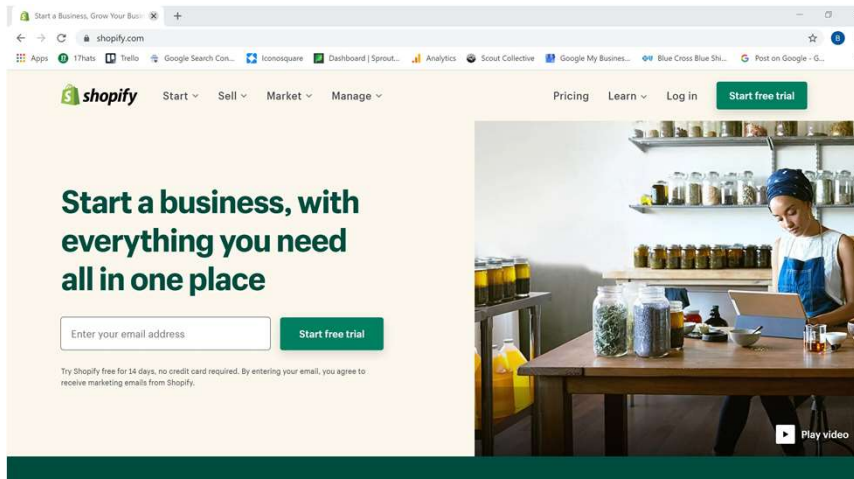 Start a Business, Grow Your Busin
shopify.com
B
Apps 17hats Trello Google Search Con... Iconosquare Dashboard | Sprout... Analytics Scout Collective Google My Busines... Blue Cross Blue Shi... Post on Google - G...
shopify Start Sell Market Manage Pricing Learn Log in Start free trial
Start a business, with
everything you need
all in one place
Enter your email address Start free trial
Try Shopify free for 14 days, no credit card required. By entering your email, you agree to
receive marketing emails from Shopify.
Play video